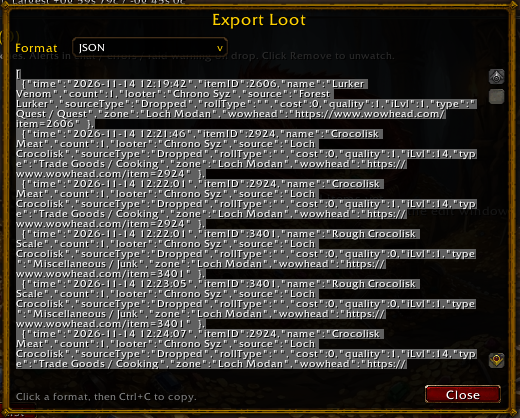 Export Loot
Format JSON v
[
{"time":"2026-11-14 12:19:42","itemID":2606,"name":"Lurker
Venom","count":1,"looter":"Chrono Syz","source":"Forest
Lurker","sourceType":"Dropped","rollType":"","cost":0,"quality":1,"iLvl":1,"type":"
Quest / Quest","zone":"Loch Modan","wowhead":"https://www.wowhead.com/
item=2606" },
{"time":"2026-11-14 12:21:46","itemID":2924,"name":"Crocolisk
Meat","count":1,"looter":"Chrono Syz","source":"Loch
Crocolisk","sourceType":"Dropped","rollType":"","cost":0,"quality":1,"iLvl":14,"typ
e":"Trade Goods / Cooking","zone":"Loch Modan","wowhead":"https://
www.wowhead.com/item=2924" },
{"time":"2026-11-14 12:22:01","itemID":2924,"name":"Crocolisk
Meat","count":1,"looter":"Chrono Syz","source":"Loch
Crocolisk","sourceType":"Dropped","rollType":"","cost":0,"quality":1,"iLvl":14,"typ
e":"Trade Goods / Cooking","zone":"Loch Modan","wowhead":"https://
www.wowhead.com/item=2924" },
{"time":"2026-11-14 12:22:01","itemID":3401,"name":"Rough Crocolisk
Scale","count":1,"looter":"Chrono Syz","source":"Loch
Crocolisk","sourceType":"Dropped","rollType":"","cost":0,"quality":0,"iLvl":1,"type
":"Miscellaneous / Junk","zone":"Loch Modan","wowhead":"https://
www.wowhead.com/item=3401" },
{"time":"2026-11-14 12:23:05","itemID":3401,"name":"Rough Crocolisk
Scale","count":1,"looter":"Chrono Syz","source":"Loch
Crocolisk","sourceType":"Dropped","rollType":"","cost":0,"quality":0,"iLvl":1,"type
":"Miscellaneous / Junk","zone":"Loch Modan","wowhead":"https://
www.wowhead.com/item=3401" },
{"time":"2026-11-14 12:24:07","itemID":2924,"name":"Crocolisk
Meat","count":1,"looter":"Chrono Syz","source":"Loch
Crocolisk","sourceType":"Dropped","rollType":"","cost":0,"quality":1,"iLvl":14,"typ
e":"Trade Goods / Cooking","zone":"Loch Modan","wowhead":"https://
Click a format, then Ctrl+C to copy.
Close